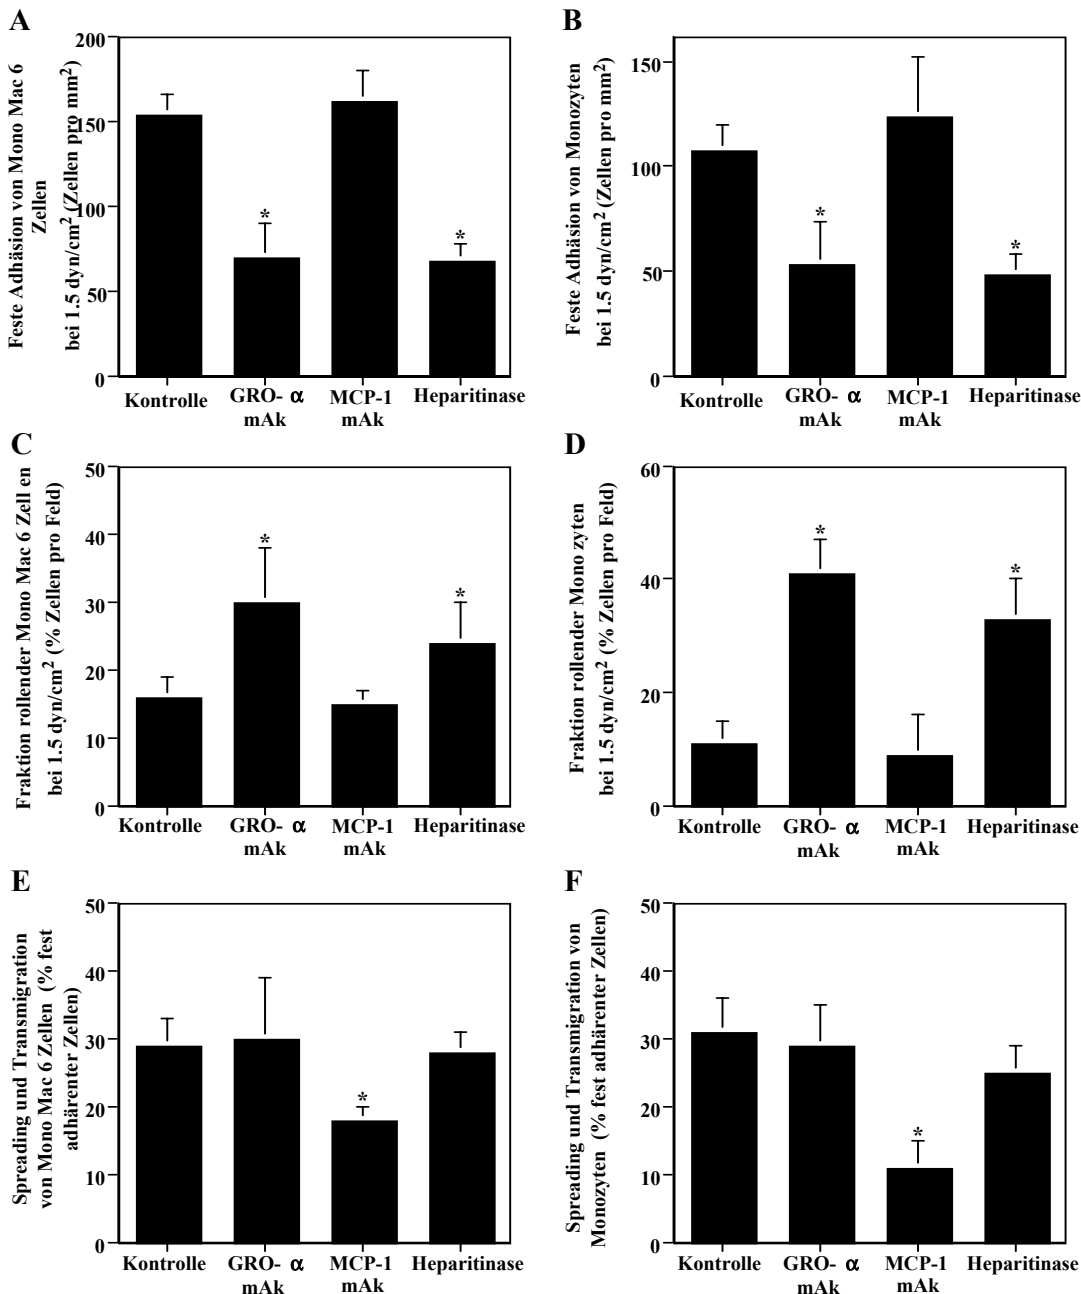 A
Feste Adhäsion von Mono Mac 6
Zellen
bei 1.5 dyn/cm2 (Zellen pro mm2)
200
150
100
50
0
*
*
Kontrolle
GRO- α
mAk
MCP-1
mAk
Heparitinase
B
Feste Adhäsion von Monozyten
bei 1.5 dyn/cm2 (Zellen pro mm2)
150
100
50
0
*
*
Kontrolle
GRO- α
mAk
MCP-1
mAk
Heparitinase
C
Fraktion rollender Mono Mac 6 Zell en
bei 1.5 dyn/cm2 (% Zellen pro Feld)
50
40
30
20
10
0
*
*
Kontrolle
GRO- α
mAk
MCP-1
mAk
Heparitinase
D
Fraktion rollender Mono zyten
bei 1.5 dyn/cm2 (% Zellen pro Feld)
60
40
20
0
*
*
Kontrolle
GRO- α
mAk
MCP-1
mAk
Heparitinase
E
Spreading und Transmigration
von Mono Mac 6 Zellen (% fest
adhärenter Zellen)
50
40
30
20
10
0
*
Kontrolle
GRO- α
mAk
MCP-1
mAk
Heparitinase
F
Spreading und Transmigration von
Monozyten (% fest adhärenter Zellen)
50
40
30
20
10
0
*
Kontrolle
GRO- α
mAk
MCP-1
mAk
Heparitinase